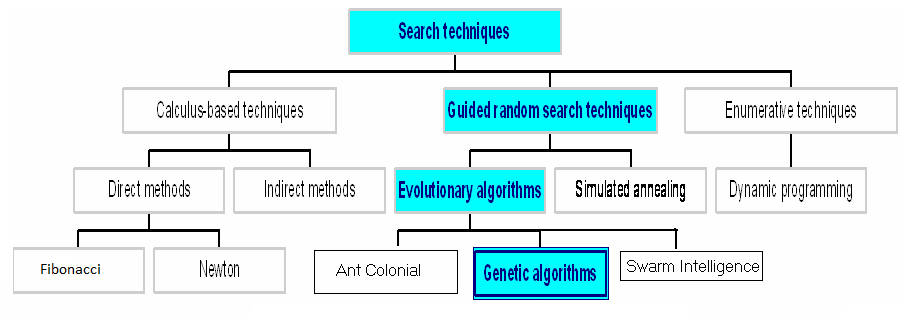 Search techniques
Calculus-based techniques
Guided random search techniques
Enumerative techniques
Direct methods
Indirect methods
Evolutionary algorithms
Simulated annealing
Dynamic programming
Fibonacci
Newton
Ant Colonial
Genetic algorithms
Swarm Intelligence